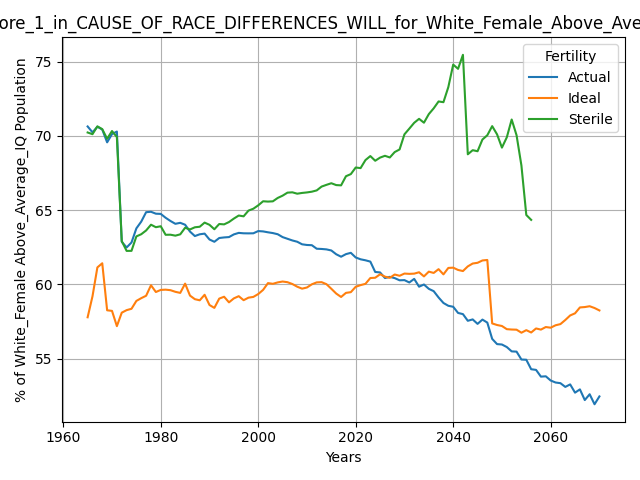 ore_1_in_CAUSE_OF_RACE_DIFFERENCES_WILL_for_White_Female_Above_Ave
Fertility
Actual
Ideal
Sterile
75
70
65
60
55
% of White_Female Above_Average_IQ Population
1960
1980
2000
2020
2040
2060
Years